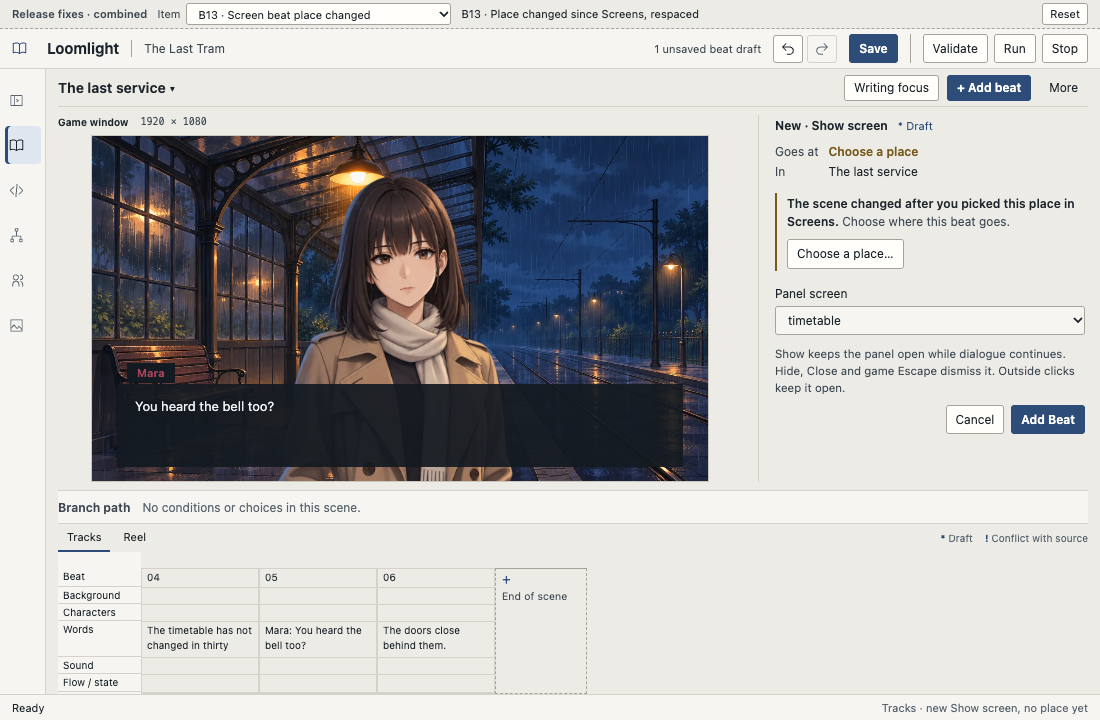 Release fixes · combined Item B13 · Screen beat place changed B13 · Place changed since Screens, respaced Reset
Loomlight The Last Tram 1 unsaved beat draft Save Validate Run Stop
The last service ▾ Writing focus + Add beat More
Game window 1920 × 1080
New · Show screen * Draft
Goes at Choose a place
In The last service
The scene changed after you picked this place in
Screens. Choose where this beat goes.
Choose a place…
Panel screen
timetable
Show keeps the panel open while dialogue continues.
Hide, Close and game Escape dismiss it. Outside clicks
keep it open.
Cancel Add Beat
Mara
You heard the bell too?
Branch path No conditions or choices in this scene.
Tracks Reel * Draft ! Conflict with source
Beat 04 05 06 +
End of scene
Background
Characters
Words The timetable has not Mara: You heard the The doors close
changed in thirty bell too? behind them.
Sound
Flow / state
Ready Tracks · new Show screen, no place yet